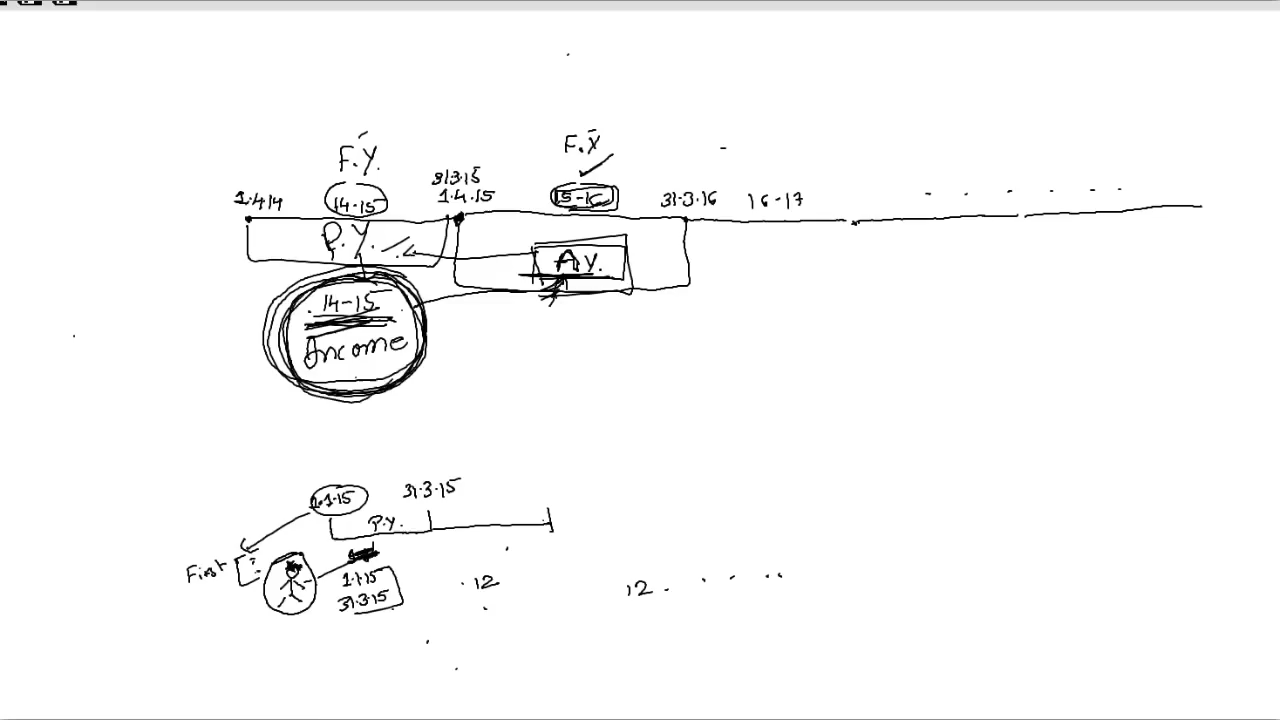 F.Y. F.Y
31.3.15
1.4.14 14-15 1.4.15 15-16 31.3.16 16-17
P.Y. A.Y.
14-15
Income
1.1.15 31.3.15
P.Y.
First
1.1.15
31.3.15
12 12